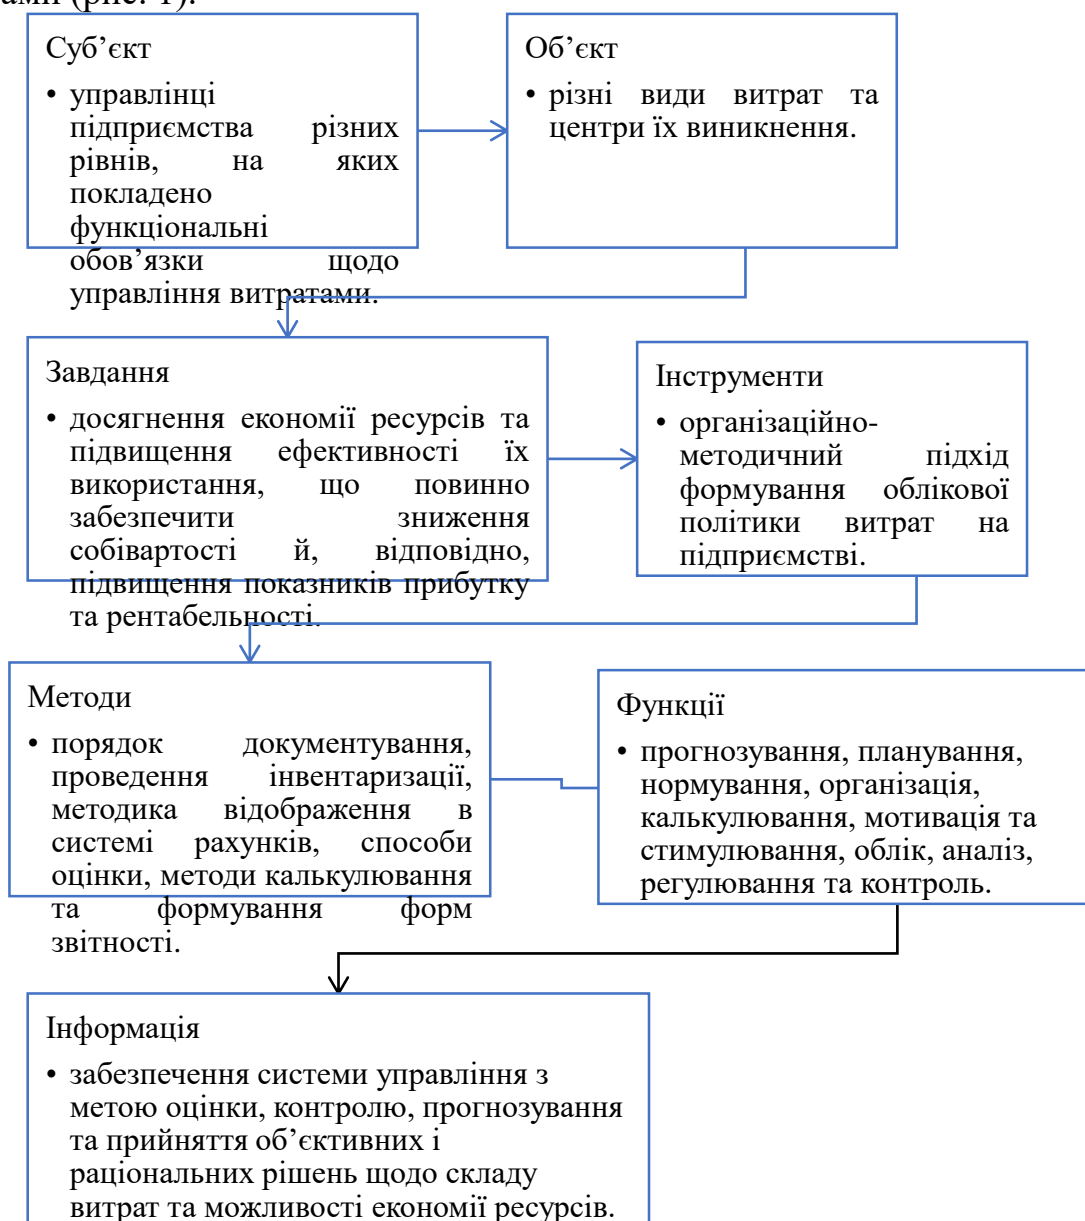 Суб’єкт
• управлінці
підприємства різних
рівнів, на яких
покладено
функціональні
обов’язки щодо
управління витратами.
Об’єкт
• різні види витрат та
центри їх виникнення.
Завдання
• досягнення економії ресурсів та
підвищення ефективності їх
використання, що повинно
забезпечити зниження
собівартості й, відповідно,
підвищення показників прибутку
та рентабельності.
Інструменти
• організаційно-
методичний підхід
формування облікової
політики витрат на
підприємстві.
Методи
• порядок документування,
проведення інвентаризації,
методика відображення в
системі рахунків, способи
оцінки, методи калькулювання
та формування форм
звітності.
Функції
• прогнозування, планування,
нормування, організація,
калькулювання, мотивація та
стимулювання, облік, аналіз,
регулювання та контроль.
Інформація
• забезпечення системи управління з
метою оцінки, контролю, прогнозування
та прийняття об’єктивних і
раціональних рішень щодо складу
витрат та можливості економії ресурсів.